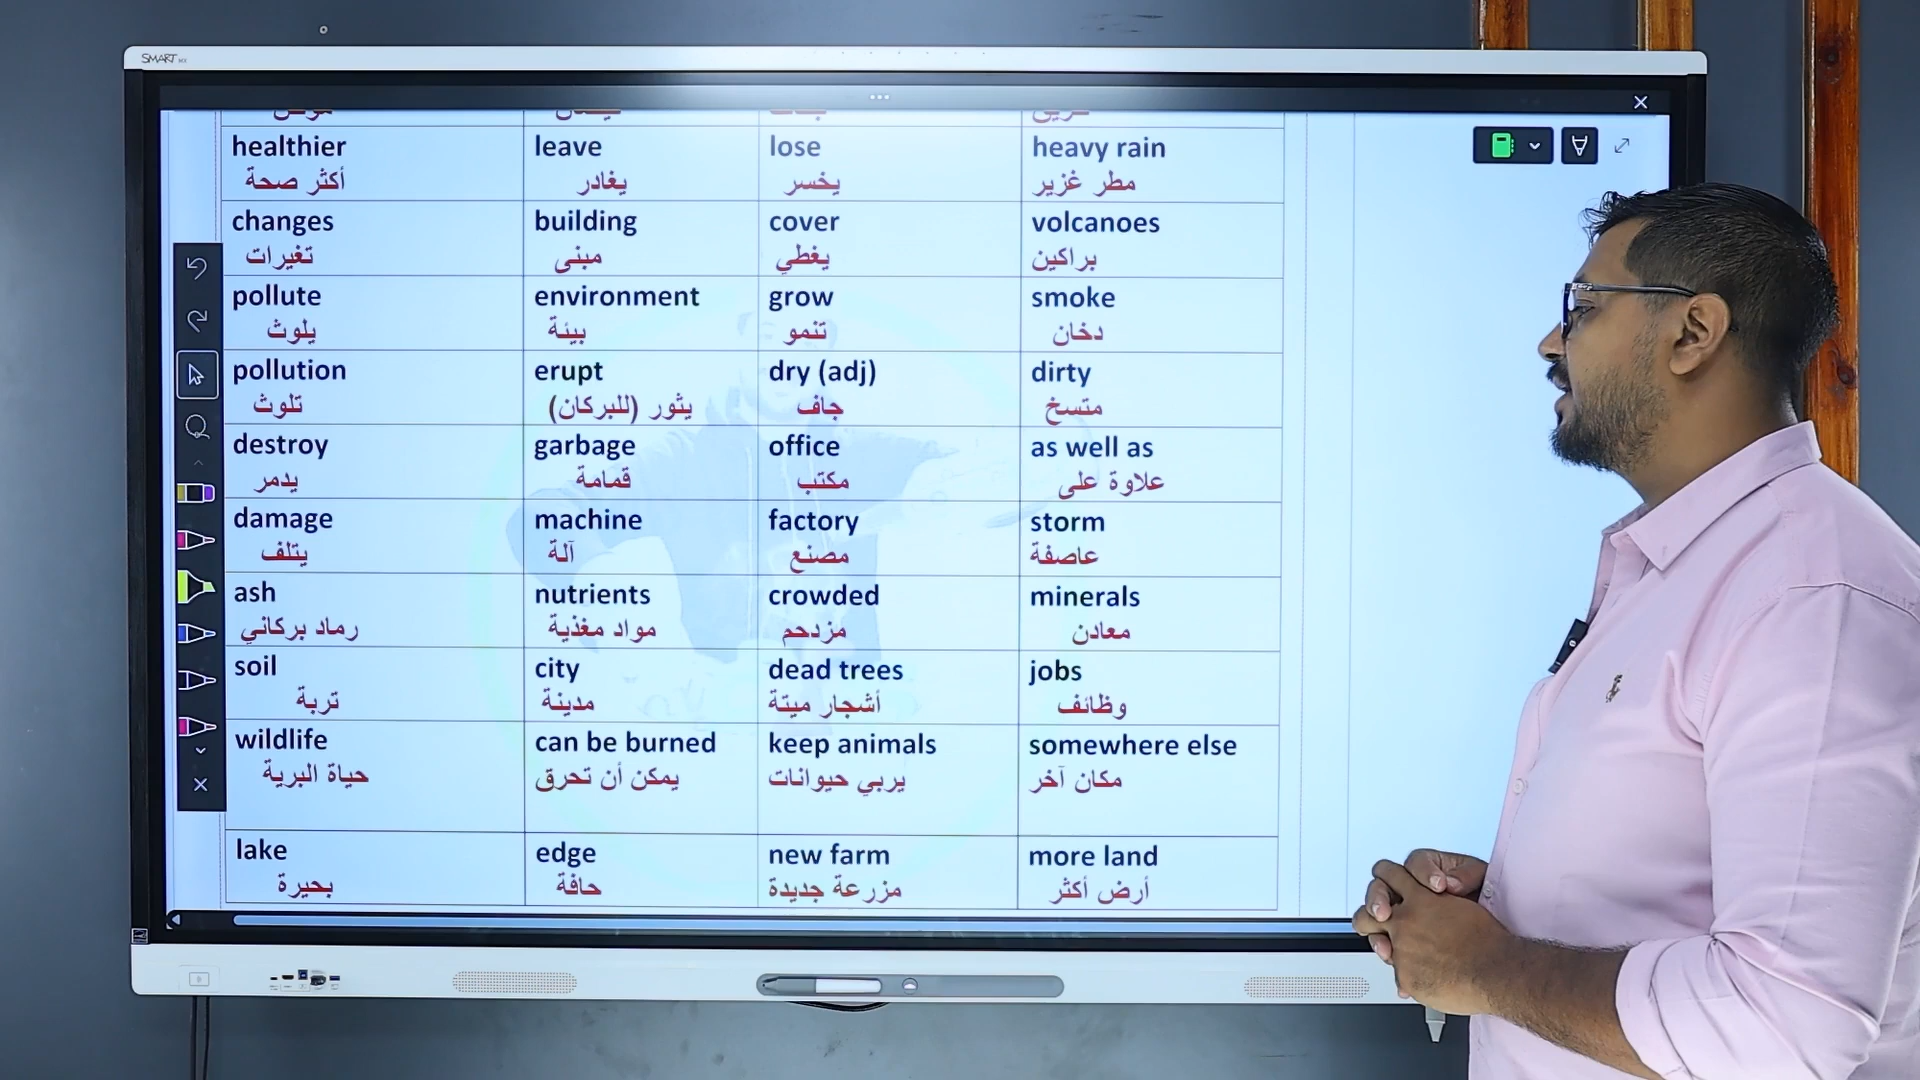 SMART MX
healthier leave lose heavy rain
أكثر صحة يغادر يخسر مطر غزير
changes building cover volcanoes
تغيرات مبنى يغطي براكين
pollute environment grow smoke
يلوث بيئة تنمو دخان
pollution erupt dry (adj) dirty
تلوث يثور (للبركان) جاف متسخ
destroy garbage office as well as
يدمر قمامة مكتب علاوة على
damage machine factory storm
يتلف آلة مصنع عاصفة
ash nutrients crowded minerals
رماد بركاني مواد مغذية مزدحم معادن
soil city dead trees jobs
تربة مدينة أشجار ميتة وظائف
wildlife can be burned keep animals somewhere else
حياة البرية يمكن أن تحرق يربي حيوانات مكان آخر
lake edge new farm more land
بحيرة حافة مزرعة جديدة أرض أكثر